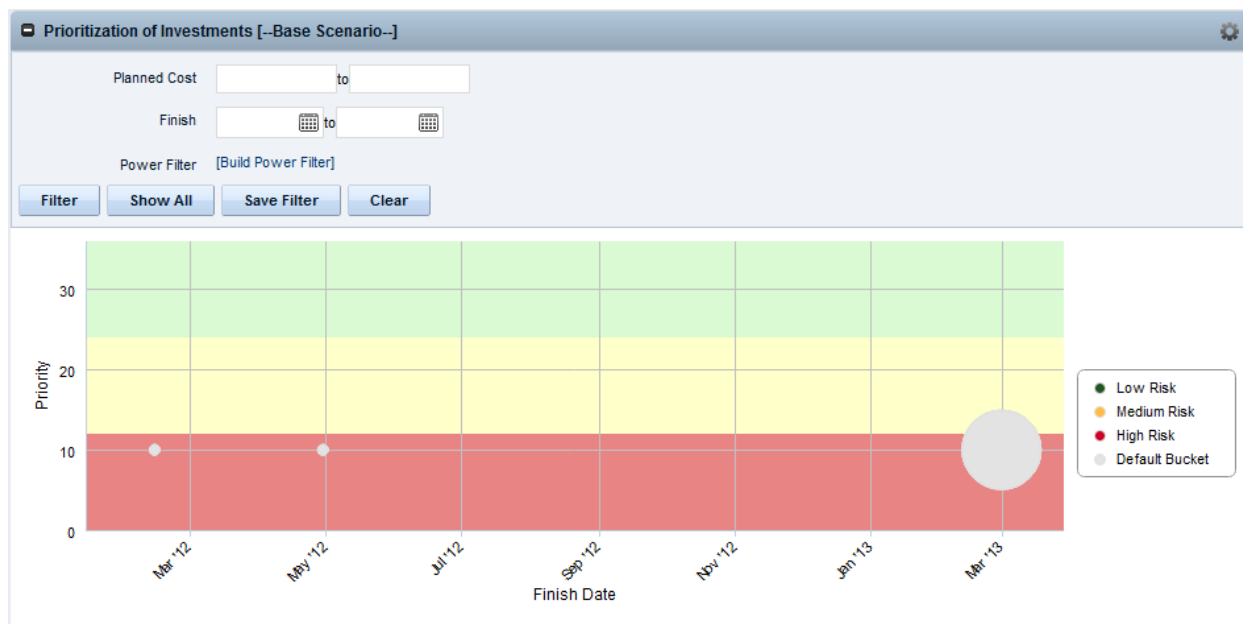 Prioritization of Investments [--Base Scenario--]
Planned Cost to
Finish to
Power Filter [Build Power Filter]
Filter Show All Save Filter Clear
30
20
10
0
Priority
Mar '12 May '12 Jul '12 Sep '12 Nov '12 Jan '13 Mar '13
Finish Date
Low Risk
Medium Risk
High Risk
Default Bucket